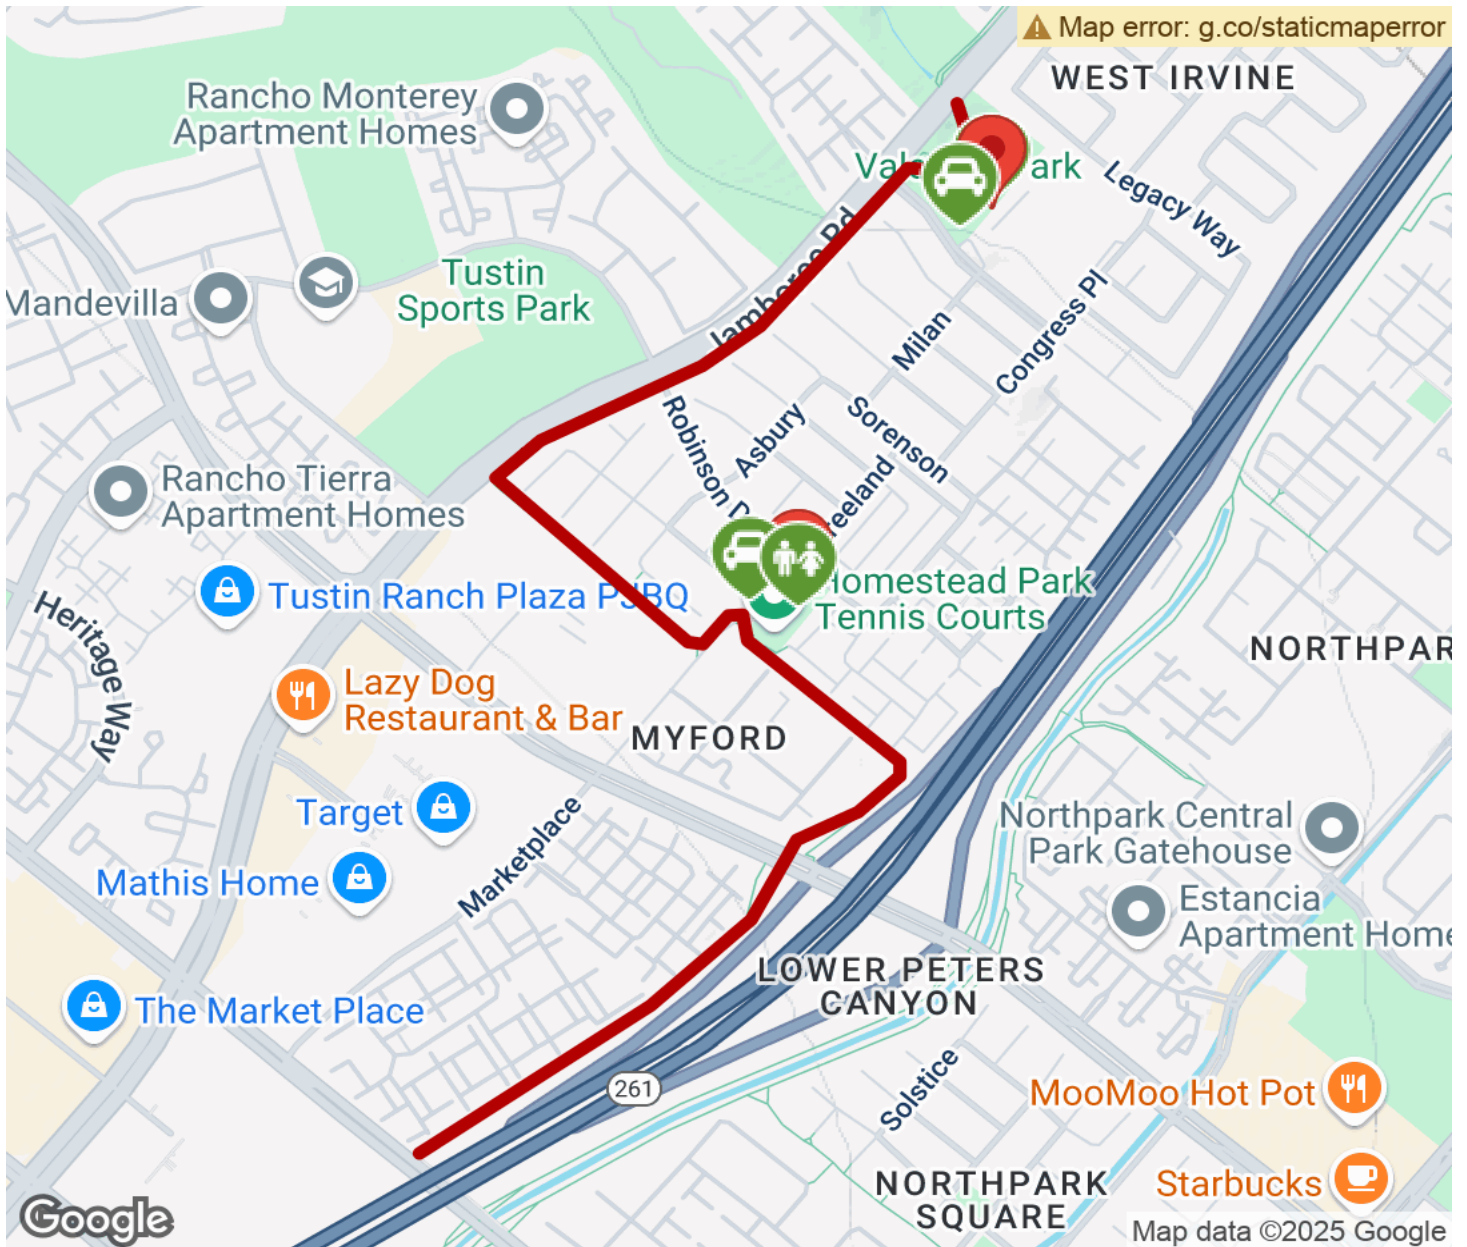 Map error: g.co/staticmaperror
WEST IRVINE
Rancho Monterey
Apartment Homes
Legacy Way
Tustin
Sports Park
Mandevilla
Jamboree Rd
Milan
Congress Pl
Robinson D
Asbury
Sorenson
reeland
Rancho Tierra
Apartment Homes
Tustin Ranch Plaza PJBQ
Homestead Park
Tennis Courts
Heritage Way
NORTHPAR
Lazy Dog
Restaurant & Bar
MYFORD
Target
Marketplace
Mathis Home
Northpark Central
Park Gatehouse
Estancia
Apartment Home
LOWER PETERS
CANYON
The Market Place
261
Solstice
MooMoo Hot Pot
NORTHPARK
SQUARE
Starbucks
Google
Map data ©2025 Google